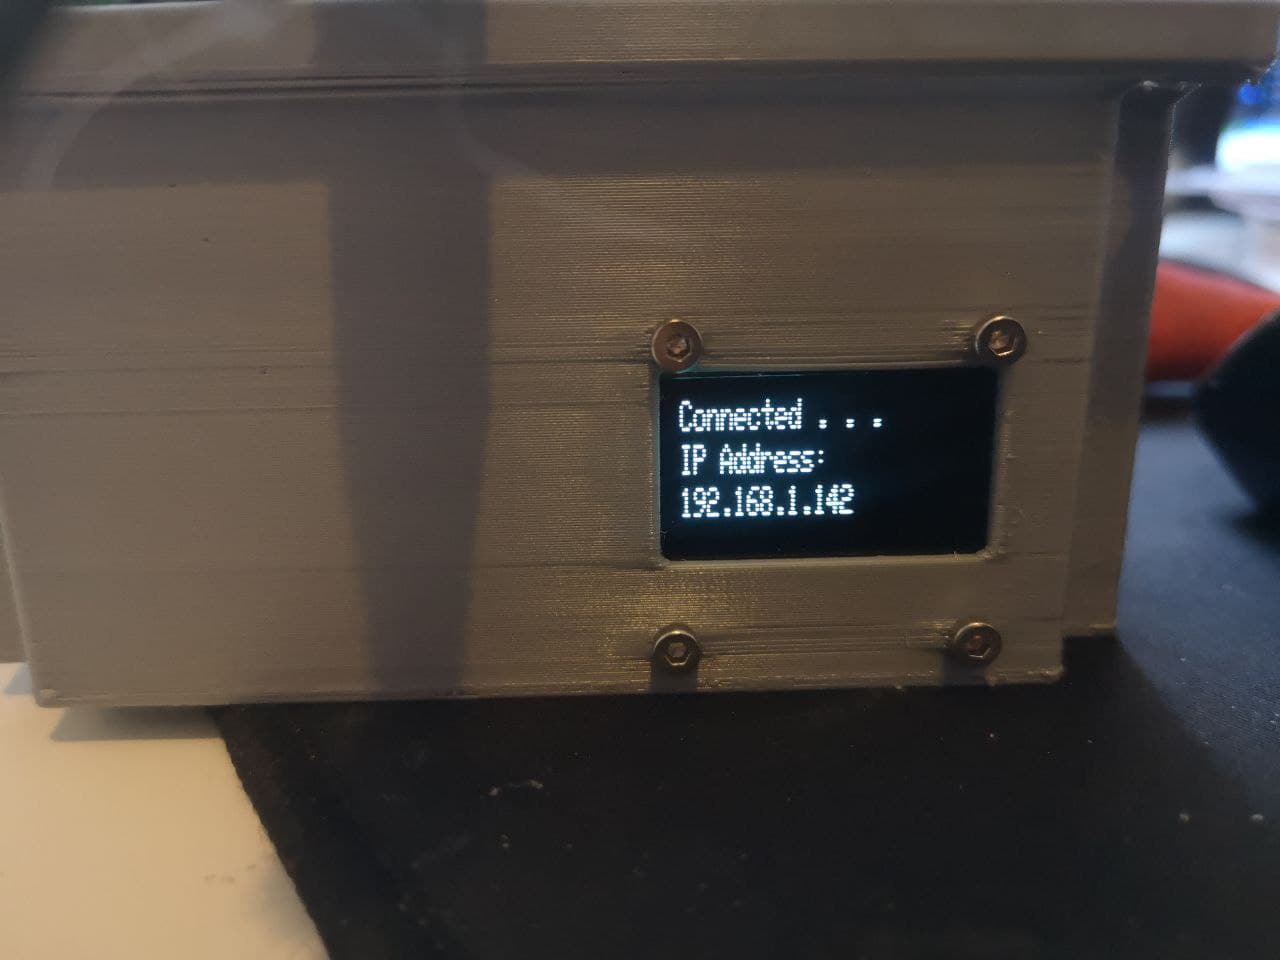 Connected . . .
IP Address:
192.168.1.142